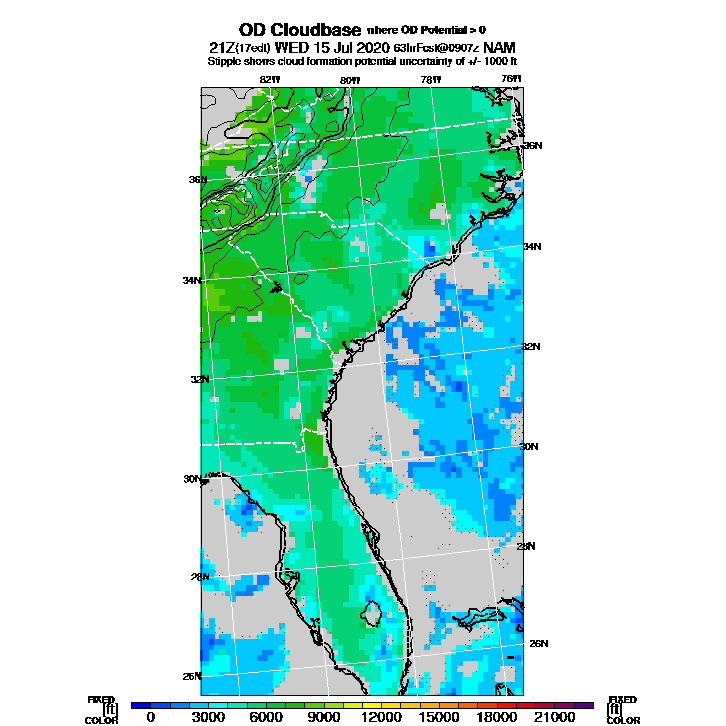 OD Cloudbase where OD Potential > 0
21Z(17edt) WED 15 Jul 2020 63hrFcst@0907z NAM
Stipple shows cloud formation potential uncertainty of +/- 1000 ft
82W 80W 78W 76W
36N 36N
34N 34N
32N 32N
30N 30N
28N 28N
26N 26N
FIXED FIXED
[ft] [ft]
COLOR COLOR
0 3000 6000 9000 12000 15000 18000 21000